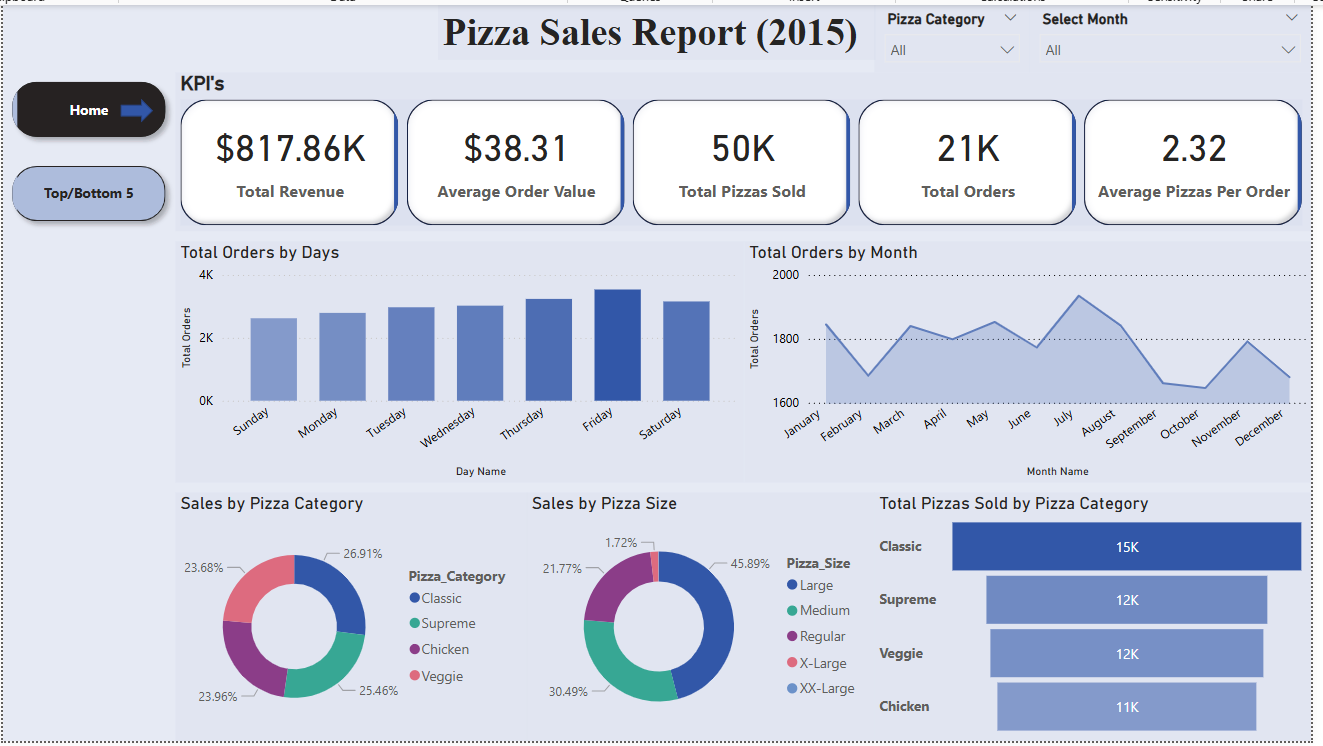 Pizza Sales Report (2015)
Pizza Category
Select Month
All
All
Home
Top/Bottom 5
KPI's
$817.86K
Total Revenue
$38.31
Average Order Value
50K
Total Pizzas Sold
21K
Total Orders
2.32
Average Pizzas Per Order
Total Orders by Days
Total Orders
4K
2K
0K
Sunday
Monday
Tuesday
Wednesday
Thursday
Friday
Saturday
Day Name
Total Orders by Month
Total Orders
2000
1800
1600
January
February
March
April
May
June
July
August
September
October
November
December
Month Name
Sales by Pizza Category
26.91%
23.68%
23.96%
25.46%
Pizza_Category
Classic
Supreme
Chicken
Veggie
Sales by Pizza Size
1.72%
45.89%
21.77%
30.49%
Pizza_Size
Large
Medium
Regular
X-Large
XX-Large
Total Pizzas Sold by Pizza Category
Classic 15K
Supreme 12K
Veggie 12K
Chicken 11K